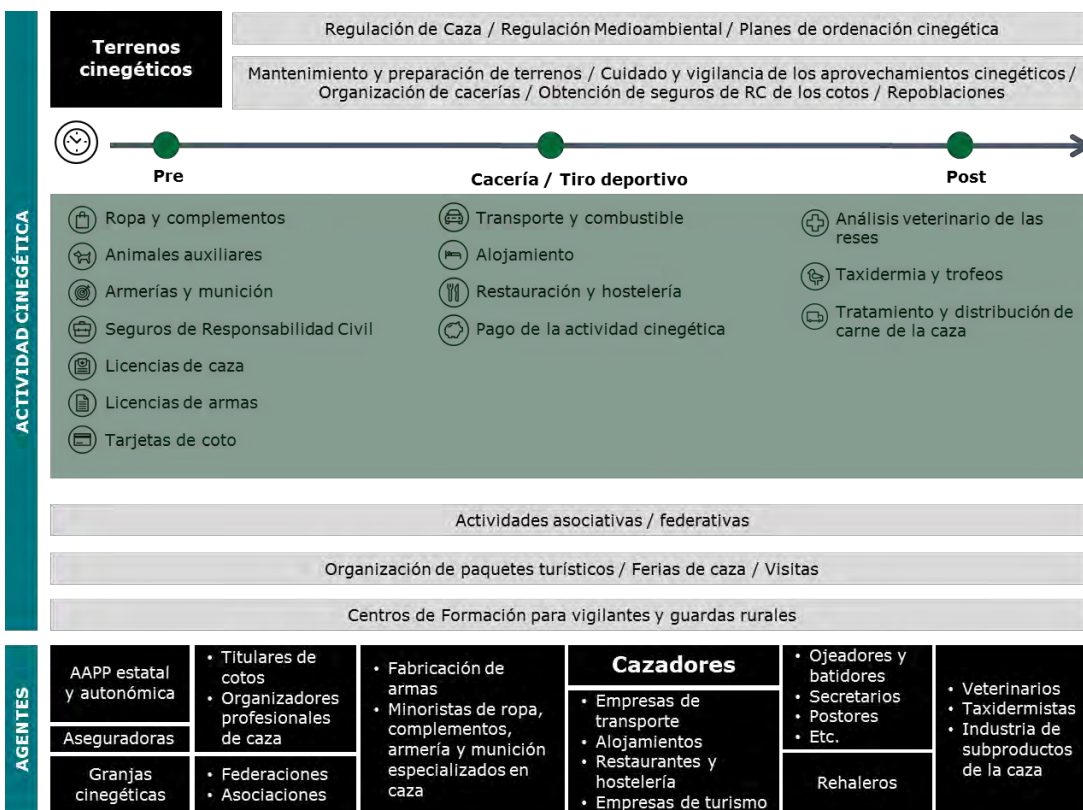 ACTIVIDAD CINEGÉTICA
Terrenos
cinegéticos
Regulación de Caza / Regulación Medioambiental / Planes de ordenación cinegética
Mantenimiento y preparación de terrenos / Cuidado y vigilancia de los aprovechamientos cinegéticos /
Organización de cacerías / Obtención de seguros de RC de los cotos / Repoblaciones
Pre
Cacería / Tiro deportivo
Post
Ropa y complementos
Animales auxiliares
Armerías y munición
Seguros de Responsabilidad Civil
Licencias de caza
Licencias de armas
Tarjetas de coto
Transporte y combustible
Alojamiento
Restauración y hostelería
Pago de la actividad cinegética
Análisis veterinario de las
reses
Taxidermia y trofeos
Tratamiento y distribución de
carne de la caza
Actividades asociativas / federativas
Organización de paquetes turísticos / Ferias de caza / Visitas
Centros de Formación para vigilantes y guardas rurales
AGENTES
AAPP estatal
y autonómica
Aseguradoras
Granjas
cinegéticas
• Titulares de
cotos
• Organizadores
profesionales
de caza
• Federaciones
• Asociaciones
• Fabricación de
armas
• Minoristas de ropa,
complementos,
armería y munición
especializados en
caza
Cazadores
• Empresas de
transporte
• Alojamientos
• Restaurantes y
hostelería
• Empresas de turismo
• Ojeadores y
batidores
• Secretarios
• Postores
• Etc.
Rehaleros
• Veterinarios
• Taxidermistas
• Industria de
subproductos
de la caza